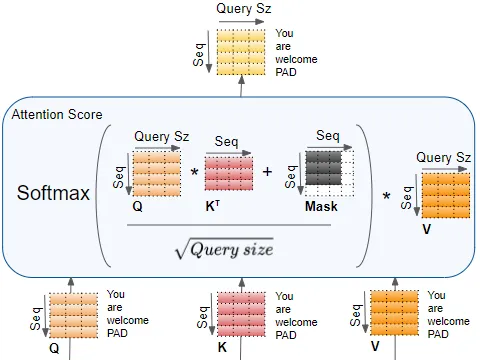 Query Sz
Seq
You
are
welcome
PAD
Attention Score
Softmax
Query Sz
Seq
Q
*
Seq
Kᵀ
+
Seq
Seq
Mask
√Query size
*
Query Sz
Seq
V
Seq
You
are
welcome
PAD
Q
Seq
You
are
welcome
PAD
K
Seq
You
are
welcome
PAD
V